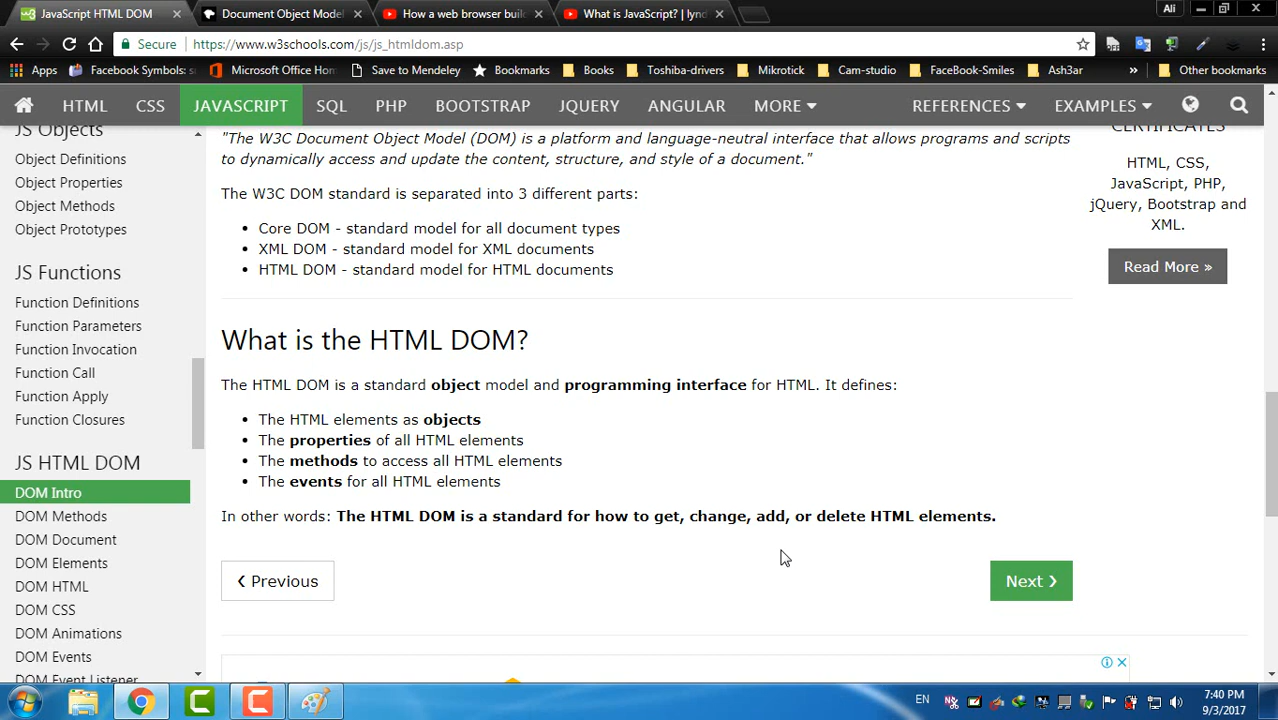 JavaScript HTML DOM
Document Object Model
How a web browser buil
What is JavaScript? | lynd
Ali
Secure
https://www.w3schools.com/js/js_htmldom.asp
Apps
Facebook Symbols: s
Microsoft Office Hom
Save to Mendeley
Bookmarks
Books
Toshiba-drivers
Mikrotick
Cam-studio
FaceBook-Smiles
Ash3ar
»
Other bookmarks
HTML
CSS
JAVASCRIPT
SQL
PHP
BOOTSTRAP
JQUERY
ANGULAR
MORE
REFERENCES
EXAMPLES
JS Objects
Object Definitions
Object Properties
Object Methods
Object Prototypes
JS Functions
Function Definitions
Function Parameters
Function Invocation
Function Call
Function Apply
Function Closures
JS HTML DOM
DOM Intro
DOM Methods
DOM Document
DOM Elements
DOM HTML
DOM CSS
DOM Animations
DOM Events
DOM Event Listener
"The W3C Document Object Model (DOM) is a platform and language-neutral interface that allows programs and scripts
to dynamically access and update the content, structure, and style of a document."
The W3C DOM standard is separated into 3 different parts:
• Core DOM - standard model for all document types
• XML DOM - standard model for XML documents
• HTML DOM - standard model for HTML documents
What is the HTML DOM?
The HTML DOM is a standard object model and programming interface for HTML. It defines:
• The HTML elements as objects
• The properties of all HTML elements
• The methods to access all HTML elements
• The events for all HTML elements
In other words: The HTML DOM is a standard for how to get, change, add, or delete HTML elements.
❮ Previous
Next ❯
CERTIFICATES
HTML, CSS,
JavaScript, PHP,
jQuery, Bootstrap and
XML.
Read More »
EN
7:40 PM
9/3/2017